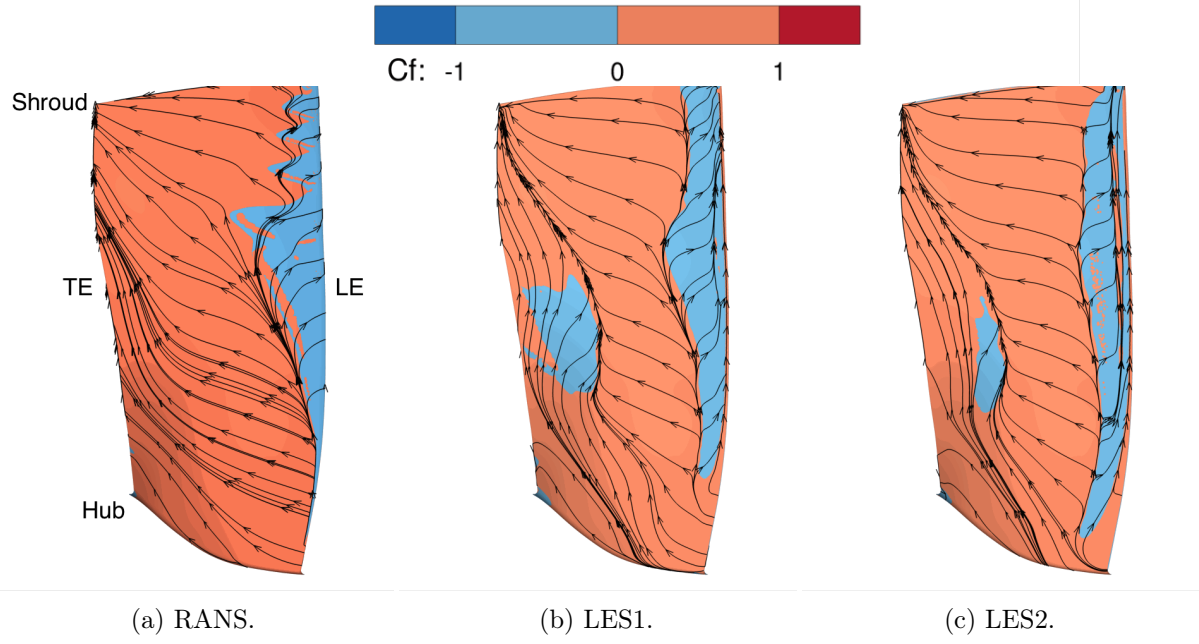 Cf: -1 0 1
Shroud
TE
LE
Hub
(a) RANS.
(b) LES1.
(c) LES2.